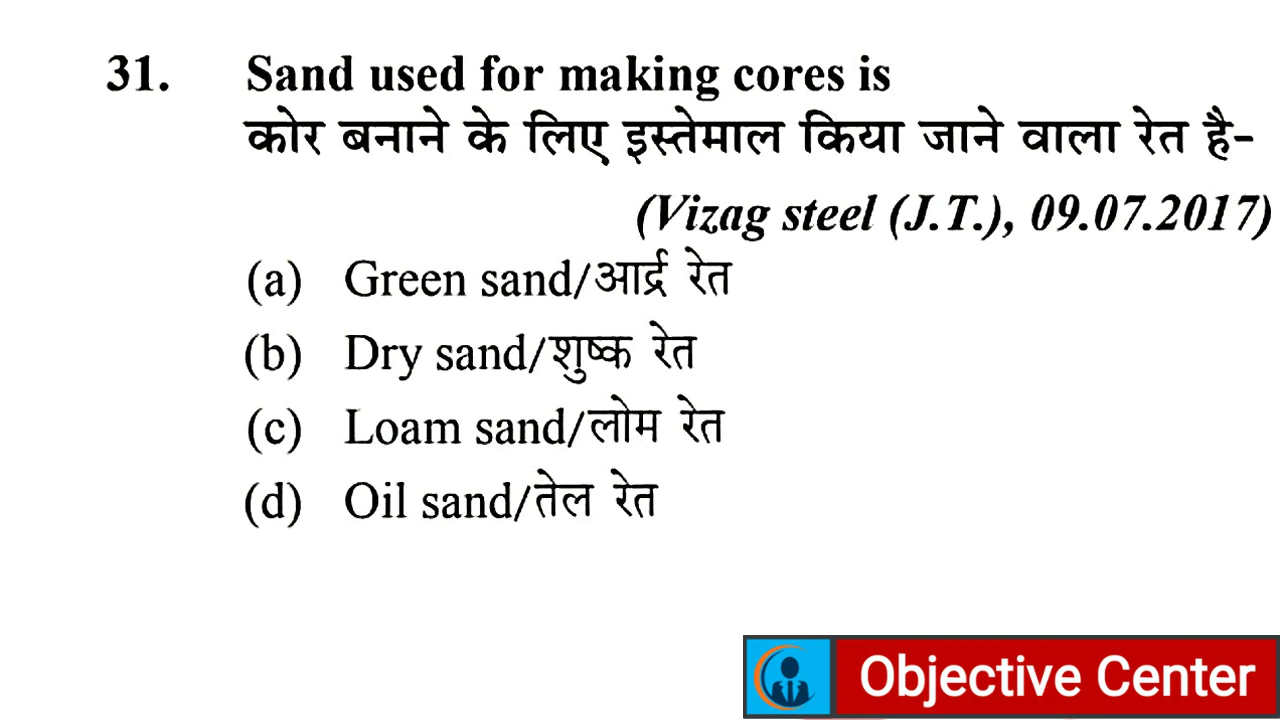 31. Sand used for making cores is
कोर बनाने के लिए इस्तेमाल किया जाने वाला रेत है-
(Vizag steel (J.T.), 09.07.2017)
(a) Green sand/आर्द्र रेत
(b) Dry sand/शुष्क रेत
(c) Loam sand/लोम रेत
(d) Oil sand/तेल रेत
Objective Center